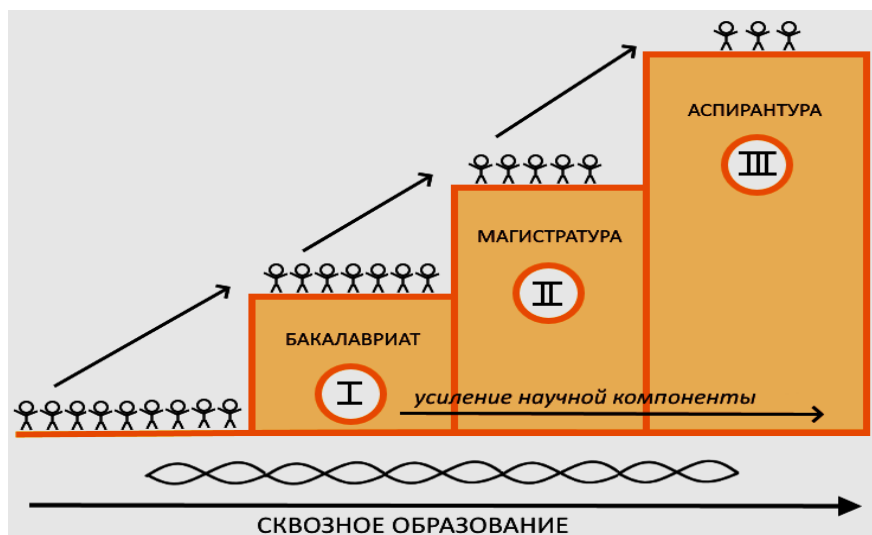 АСПИРАНТУРА
III
МАГИСТРАТУРА
II
БАКАЛАВРИАТ
I
усиление научной компоненты
СКВОЗНОЕ ОБРАЗОВАНИЕ